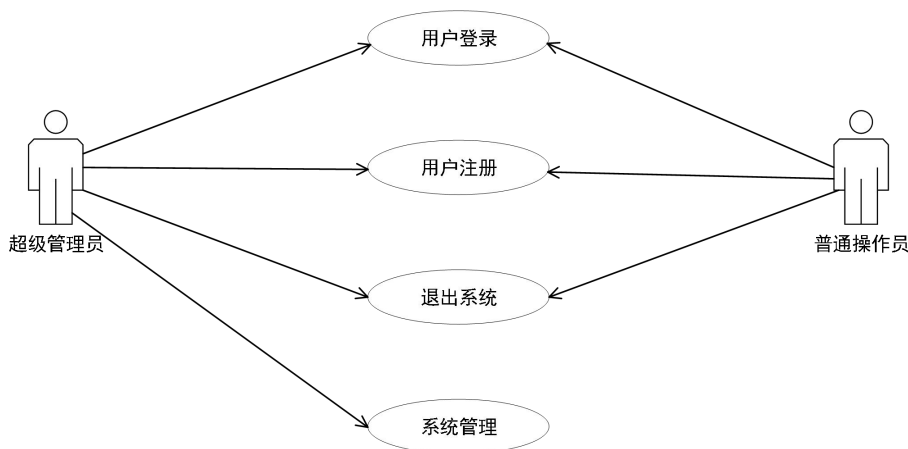 用户登录
用户注册
超级管理员
普通操作员
退出系统
系统管理